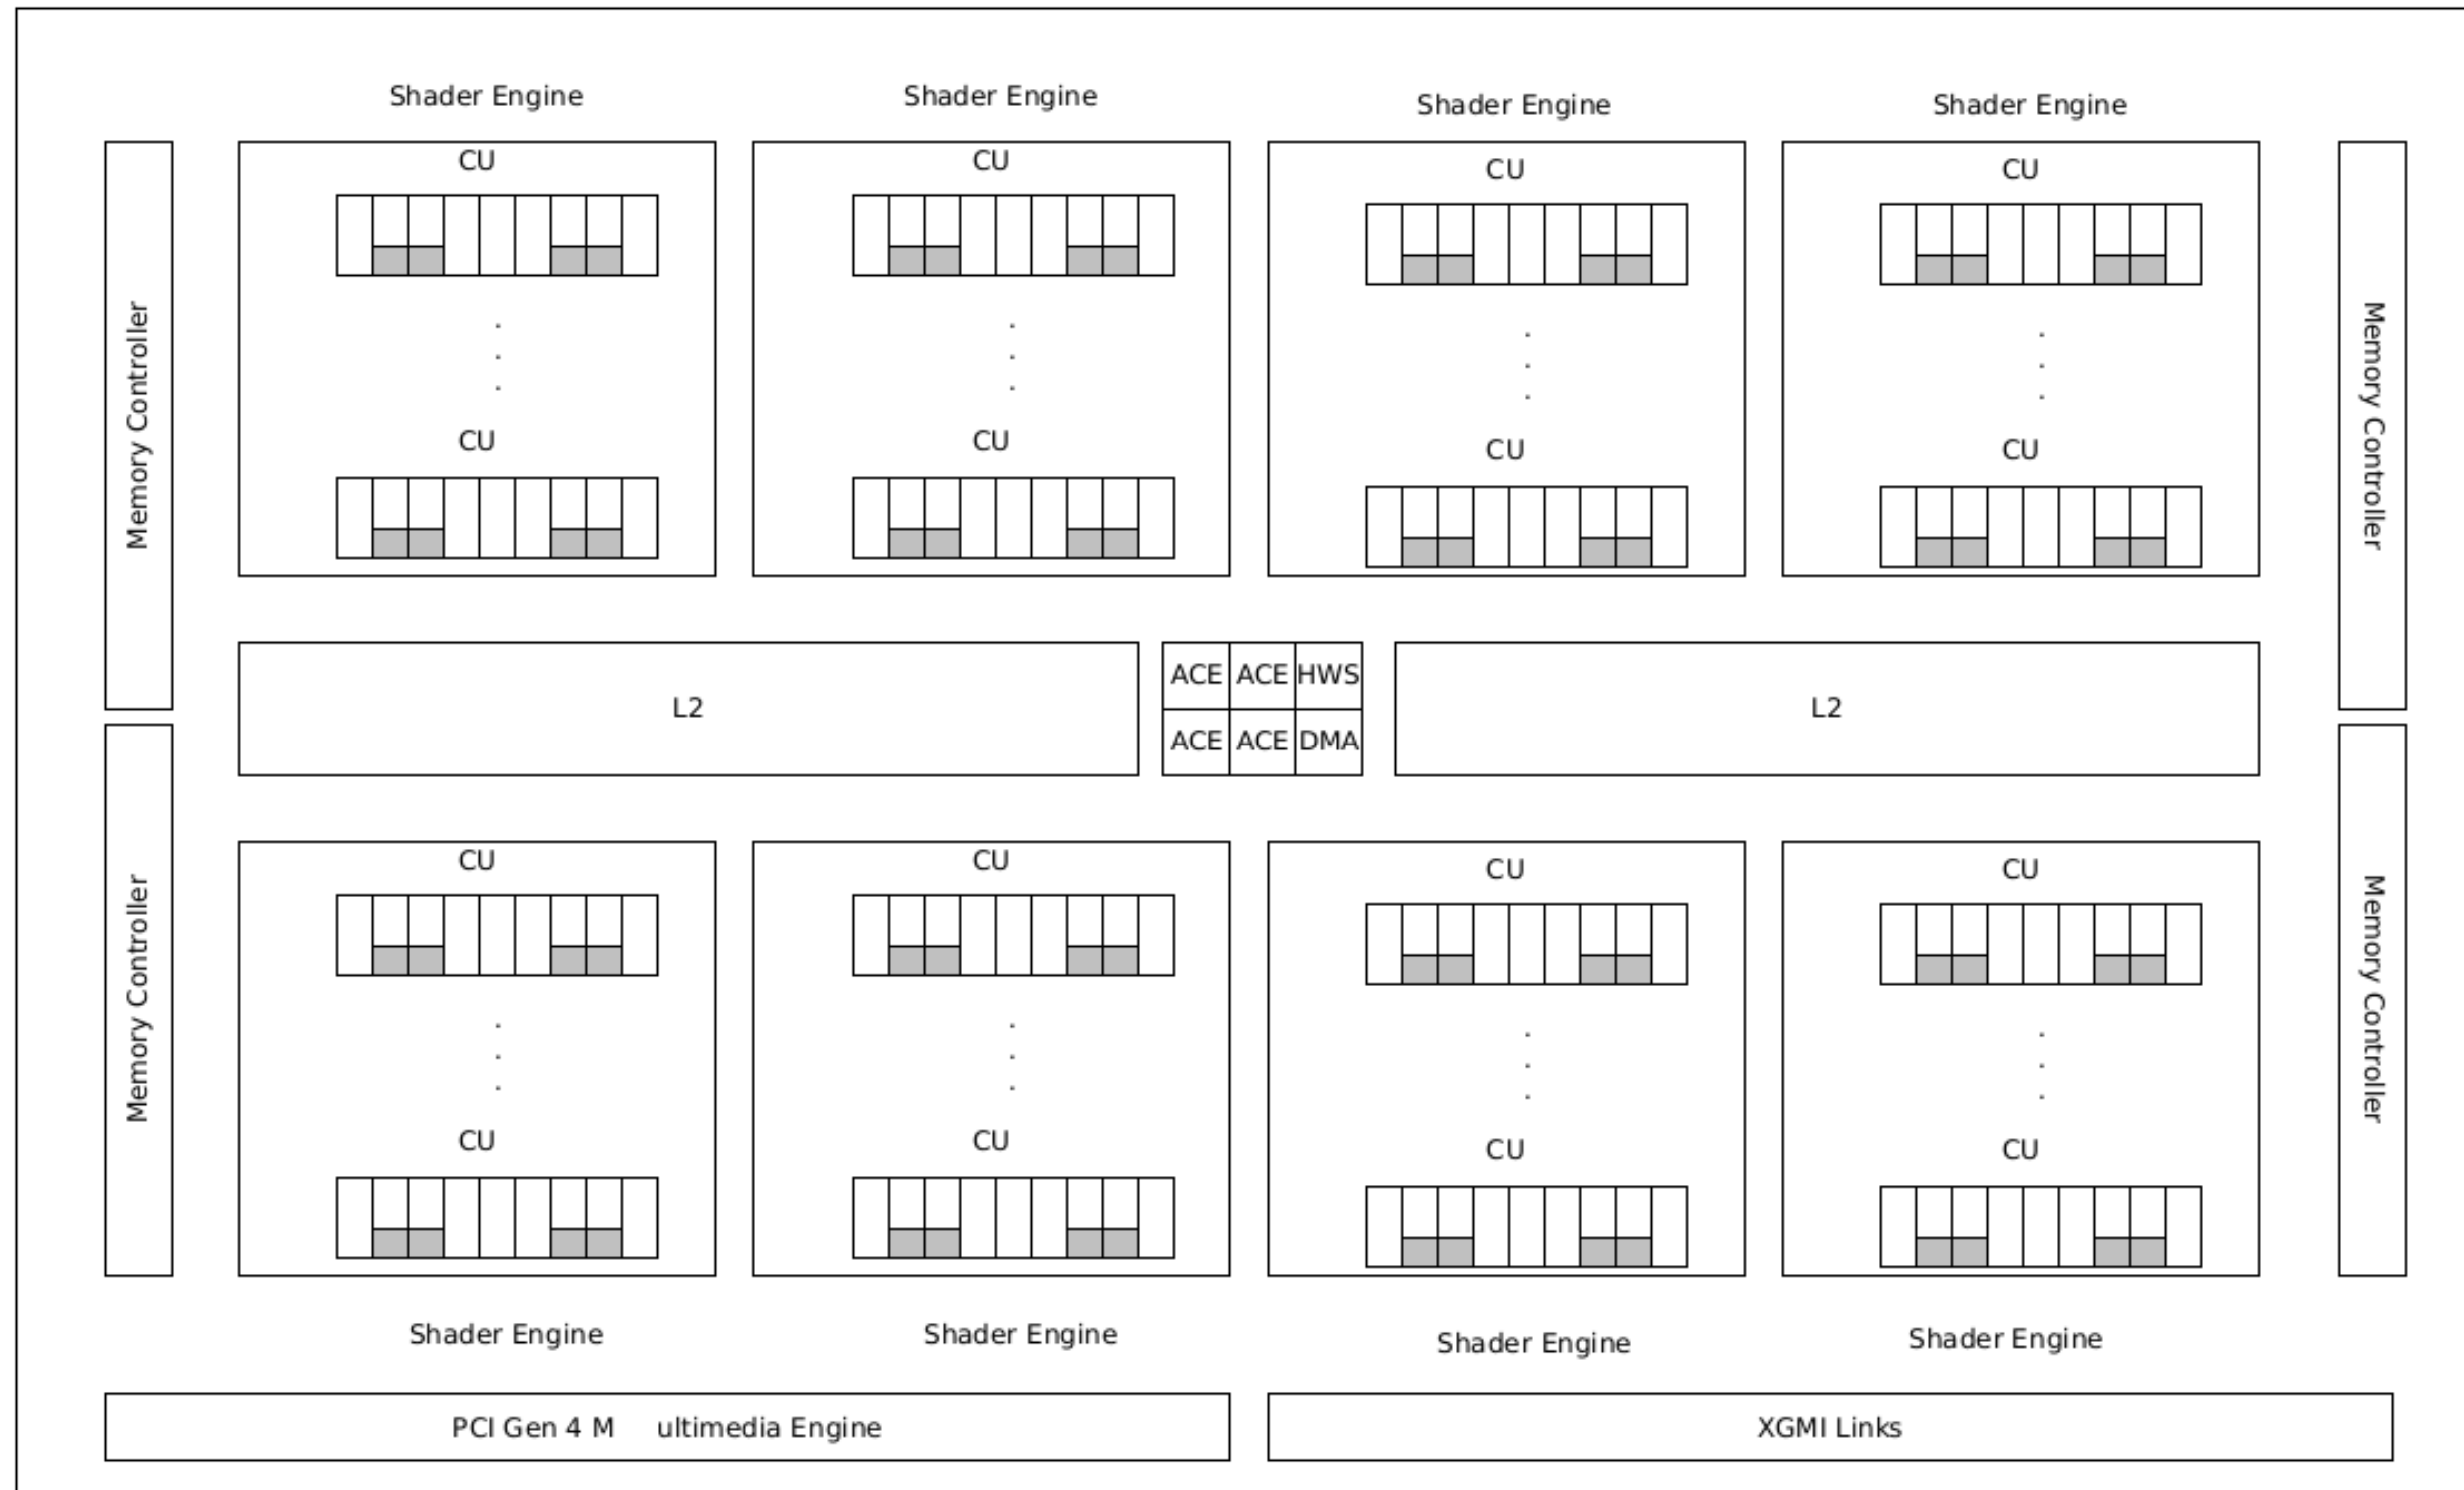 Shader Engine
Shader Engine
Shader Engine
Shader Engine
CU
CU
CU
CU
Memory Controller
Memory Controller
CU
CU
CU
CU
L2
ACE ACE HWS
ACE ACE DMA
L2
CU
CU
CU
CU
Memory Controller
Memory Controller
CU
CU
CU
CU
Shader Engine
Shader Engine
Shader Engine
Shader Engine
PCI Gen 4 M ultimedia Engine
XGMI Links